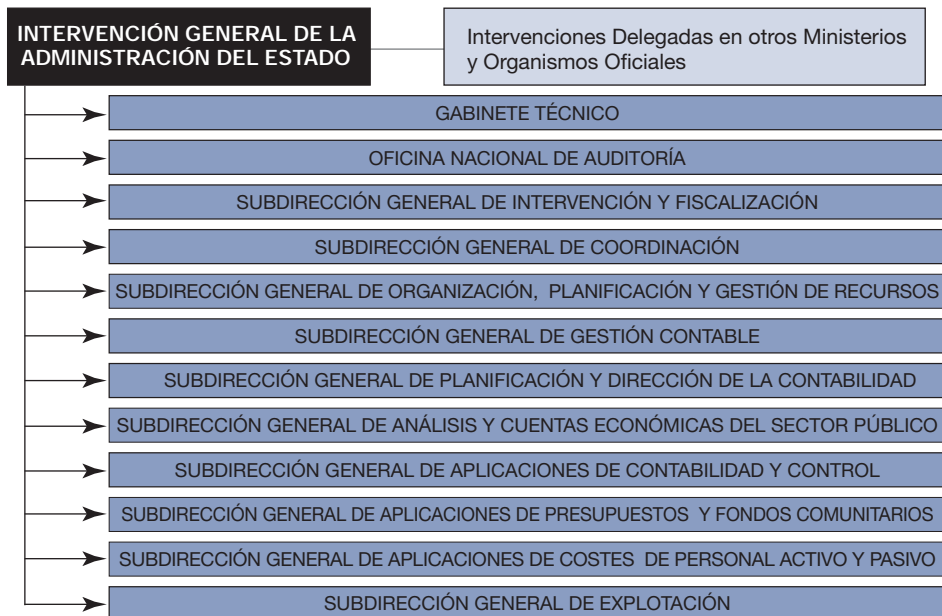 INTERVENCIÓN GENERAL DE LA
ADMINISTRACIÓN DEL ESTADO
Intervenciones Delegadas en otros Ministerios
y Organismos Oficiales
GABINETE TÉCNICO
OFICINA NACIONAL DE AUDITORÍA
SUBDIRECCIÓN GENERAL DE INTERVENCIÓN Y FISCALIZACIÓN
SUBDIRECCIÓN GENERAL DE COORDINACIÓN
SUBDIRECCIÓN GENERAL DE ORGANIZACIÓN, PLANIFICACIÓN Y GESTIÓN DE RECURSOS
SUBDIRECCIÓN GENERAL DE GESTIÓN CONTABLE
SUBDIRECCIÓN GENERAL DE PLANIFICACIÓN Y DIRECCIÓN DE LA CONTABILIDAD
SUBDIRECCIÓN GENERAL DE ANÁLISIS Y CUENTAS ECONÓMICAS DEL SECTOR PÚBLICO
SUBDIRECCIÓN GENERAL DE APLICACIONES DE CONTABILIDAD Y CONTROL
SUBDIRECCIÓN GENERAL DE APLICACIONES DE PRESUPUESTOS Y FONDOS COMUNITARIOS
SUBDIRECCIÓN GENERAL DE APLICACIONES DE COSTES DE PERSONAL ACTIVO Y PASIVO
SUBDIRECCIÓN GENERAL DE EXPLOTACIÓN